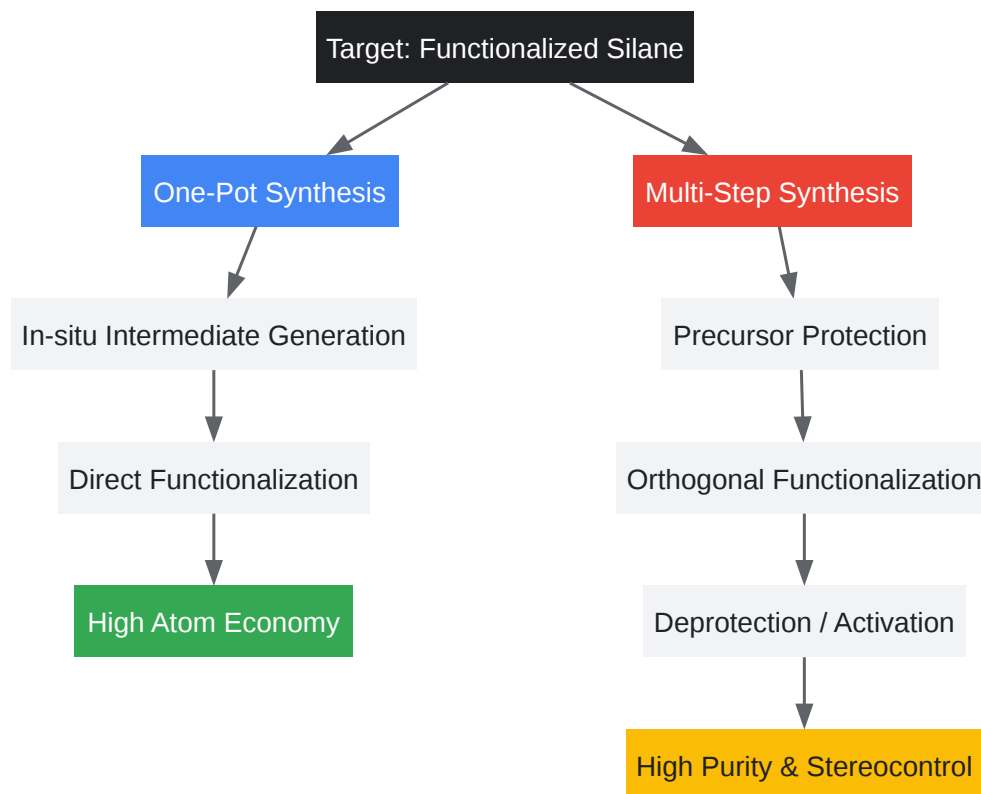 Target: Functionalized Silane
One-Pot Synthesis
Multi-Step Synthesis
In-situ Intermediate Generation
Precursor Protection
Direct Functionalization
Orthogonal Functionalization
High Atom Economy
Deprotection / Activation
High Purity & Stereocontrol